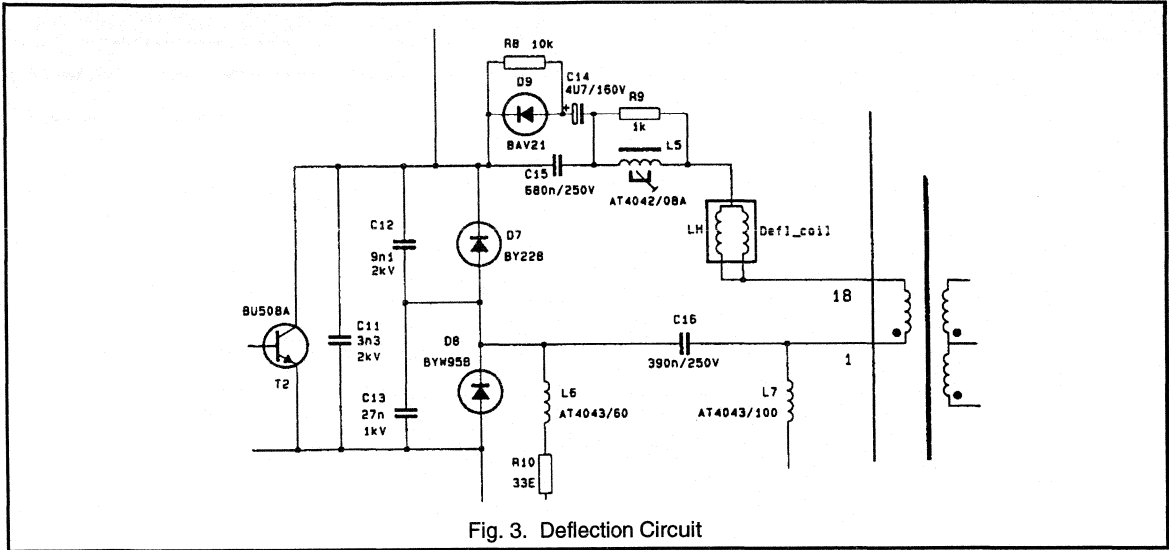 R8 10k
D9
BAV21
C14
4U7/160V
+
R9
1k
L5
C15
680n/250V
AT4042/08A
C12
9n1
2kV
D7
BY228
LH
Defl_coil
18
BU508A
T2
C11
3n3
2kV
D8
BYW95B
C16
390n/250V
1
C13
27n
1kV
L6
AT4043/60
L7
AT4043/100
R10
33E
Fig. 3. Deflection Circuit